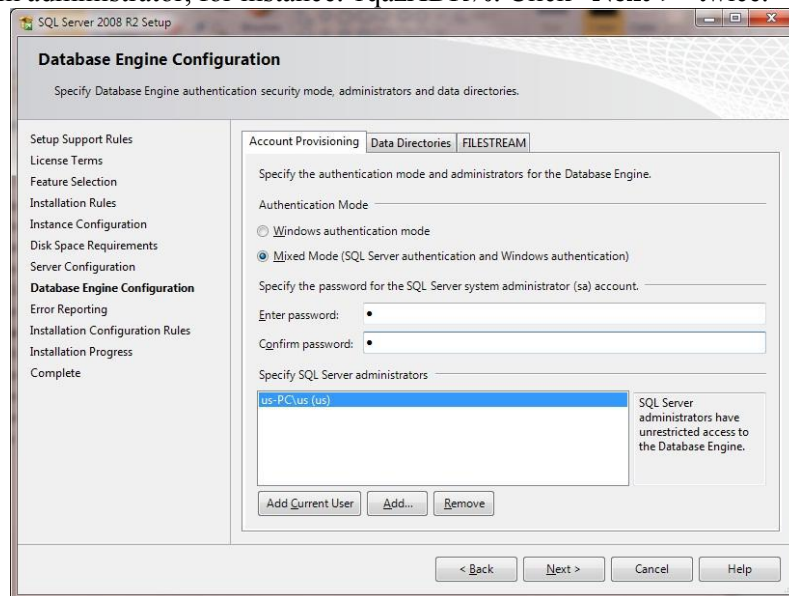 administrator, for instance:
Click "Next >" twice.
SQL Server 2008 R2 Setup
Database Engine Configuration
Specify Database Engine authentication security mode, administrators and data directories.
Setup Support Rules
License Terms
Feature Selection
Installation Rules
Instance Configuration
Disk Space Requirements
Server Configuration
Database Engine Configuration
Error Reporting
Installation Configuration Rules
Installation Progress
Complete
Account Provisioning
Data Directories
FILESTREAM
Specify the authentication mode and administrators for the Database Engine.
Authentication Mode
Windows authentication mode
Mixed Mode (SQL Server authentication and Windows authentication)
Specify the password for the SQL Server system administrator (sa) account.
Enter password:
Confirm password:
Specify SQL Server administrators
us-PC\us (us)
SQL Server
administrators have
unrestricted access to
the Database Engine.
Add Current User
Add...
Remove
< Back
Next >
Cancel
Help